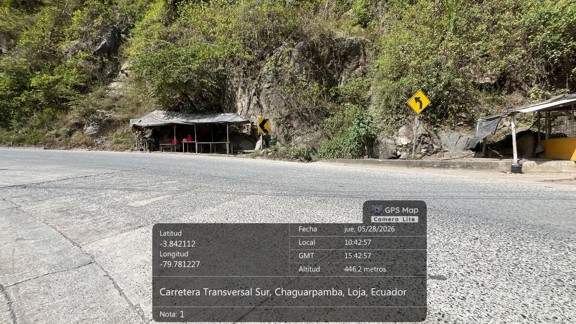 GPS Map
Camera Lite
Latitud
-3.842112
Longitud
-79.781227
Fecha jue, 05/28/2026
Local 10:42:57
GMT 15:42:57
Altitud 446.2 metros
Carretera Transversal Sur, Chaguarpamba, Loja, Ecuador
Nota: 1